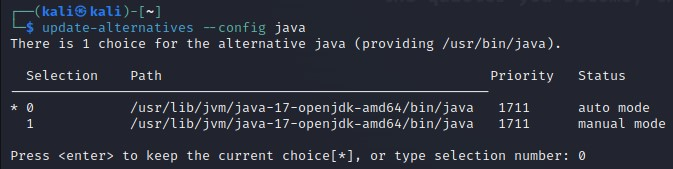 ┌──(kali㉿kali)-[~]
└─$ update-alternatives --config java
There is 1 choice for the alternative java (providing /usr/bin/java).
Selection Path Priority Status
* 0 /usr/lib/jvm/java-17-openjdk-amd64/bin/java 1711 auto mode
1 /usr/lib/jvm/java-17-openjdk-amd64/bin/java 1711 manual mode
Press <enter> to keep the current choice[*], or type selection number: 0